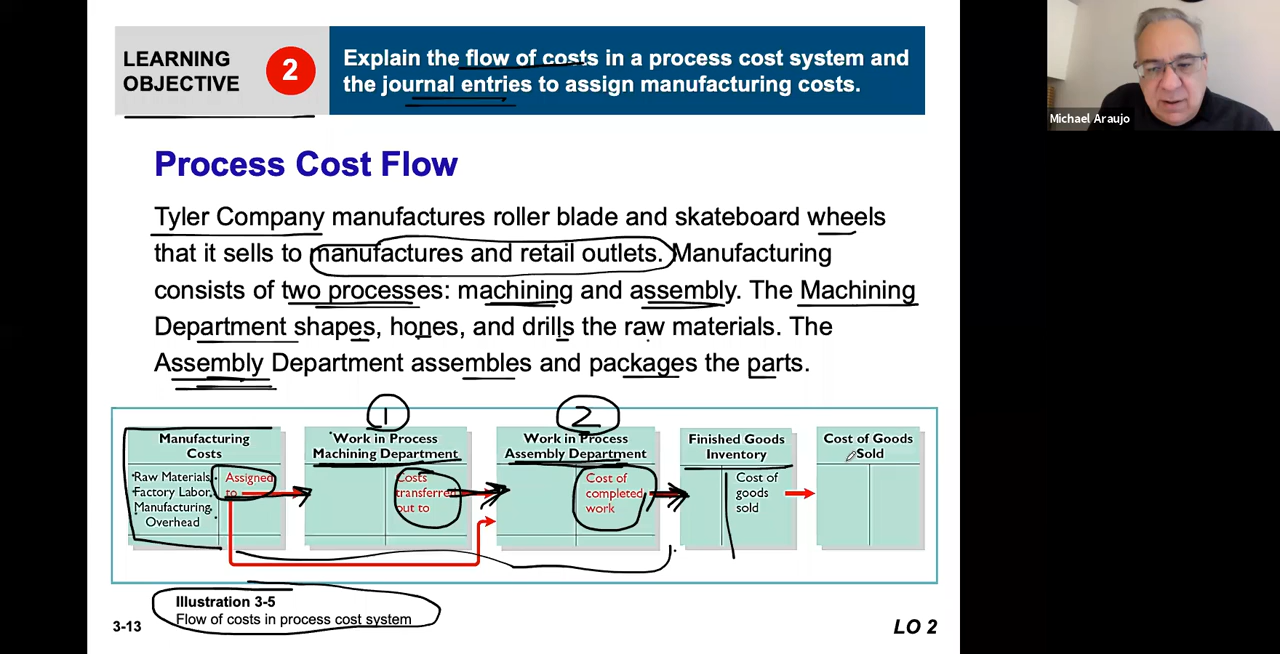 LEARNING
OBJECTIVE
2
Explain the flow of costs in a process cost system and
the journal entries to assign manufacturing costs.
Michael Araujo
Process Cost Flow
Tyler Company manufactures roller blade and skateboard wheels
that it sells to manufactures and retail outlets. Manufacturing
consists of two processes: machining and assembly. The Machining
Department shapes, hones, and drills the raw materials. The
Assembly Department assembles and packages the parts.
1
2
Manufacturing
Costs
Raw Materials
Factory Labor
Manufacturing
Overhead
Assigned
to
Work in Process
Machining Department
Costs
transferred
out to
Work in Process
Assembly Department
Cost of
completed
work
Finished Goods
Inventory
Cost of
goods
sold
Cost of Goods
Sold
Illustration 3-5
Flow of costs in process cost system
3-13
LO 2